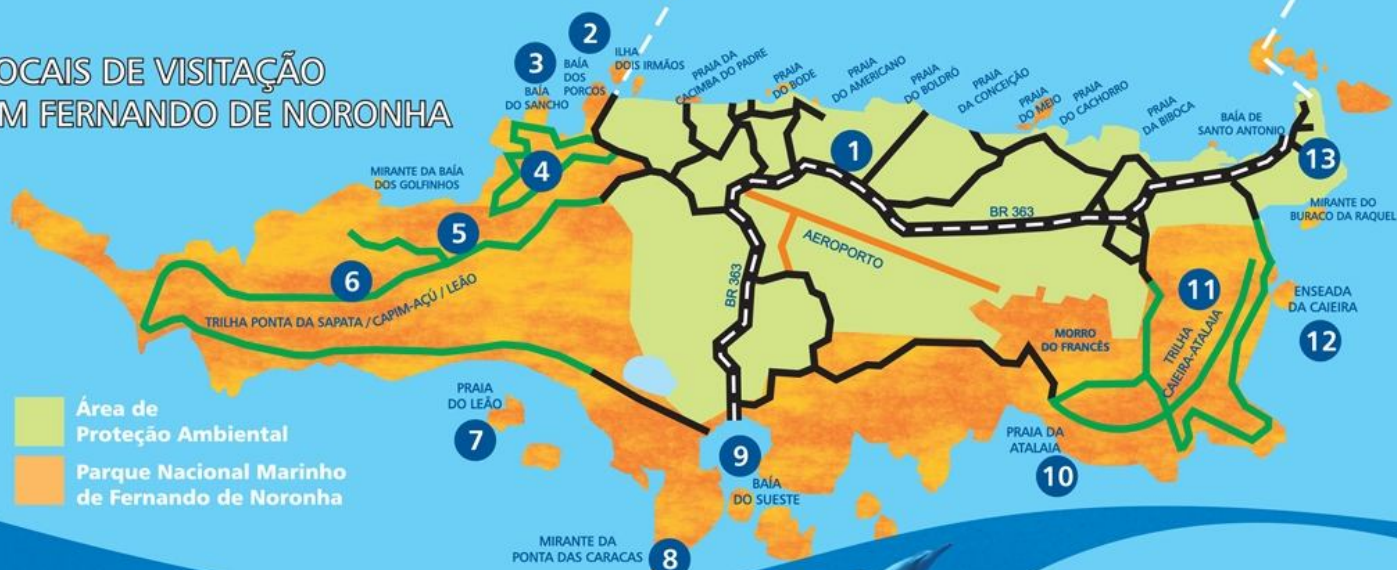 OCAIS DE VISITAÇÃO
M FERNANDO DE NORONHA
2
ILHA
DOIS IRMÃOS
3
BAÍA
DOS
PORCOS
BAÍA
DO SANCHO
PRAIA DA
CACIMBA DO PADRE
PRAIA
DO BODE
PRAIA
DO AMERICANO
PRAIA
DO BOLDRÓ
PRAIA
DA CONCEIÇÃO
PRAIA
DO MEIO
PRAIA
DO CACHORRO
PRAIA
DA BIBOCA
BAÍA DE
SANTO ANTONIO
1
13
MIRANTE DO
BURACO DA RAQUEL
4
MIRANTE DA BAÍA
DOS GOLFINHOS
5
6
TRILHA PONTA DA SAPATA / CAPIM-AÇÚ / LEÃO
BR 363
BR 363
AEROPORTO
11
TRILHA
CAIEIRA-ATALAIA
ENSEADA
DA CAIEIRA
12
MORRO
DO FRANCÊS
PRAIA
DO LEÃO
7
9
BAÍA
DO SUESTE
PRAIA DA
ATALAIA
10
MIRANTE DA
PONTA DAS CARACAS
8
Área de
Proteção Ambiental
Parque Nacional Marinho
de Fernando de Noronha